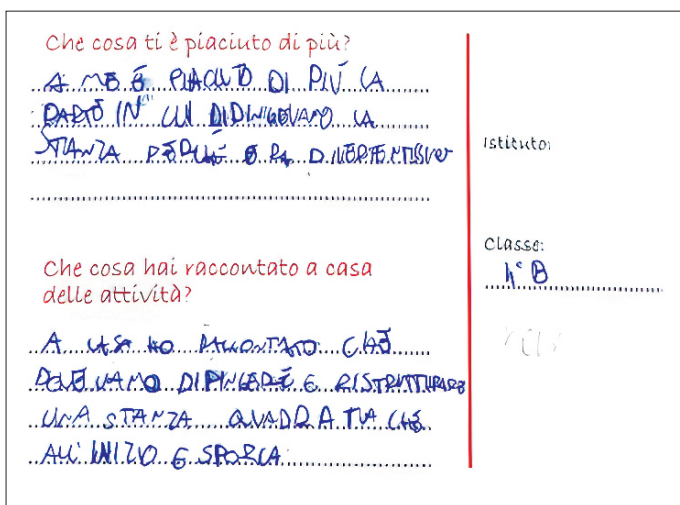 Che cosa ti è piaciuto di più?
A ME È PIACIUTO DI PIÙ LA
PARTE IN CUI DIPINGEVAMO LA
STANZA PERCHÉ ERA DIVERTENTISSIMO
Che cosa hai raccontato a casa
delle attività?
A CASA HO RACCONTATO CHE
DOVEVAMO DIPINGERE E RISTRUTTURARE
UNA STANZA QUADRATA CHE
ALL'INIZIO E SPORCA
Istituto:
Classe:
4° B